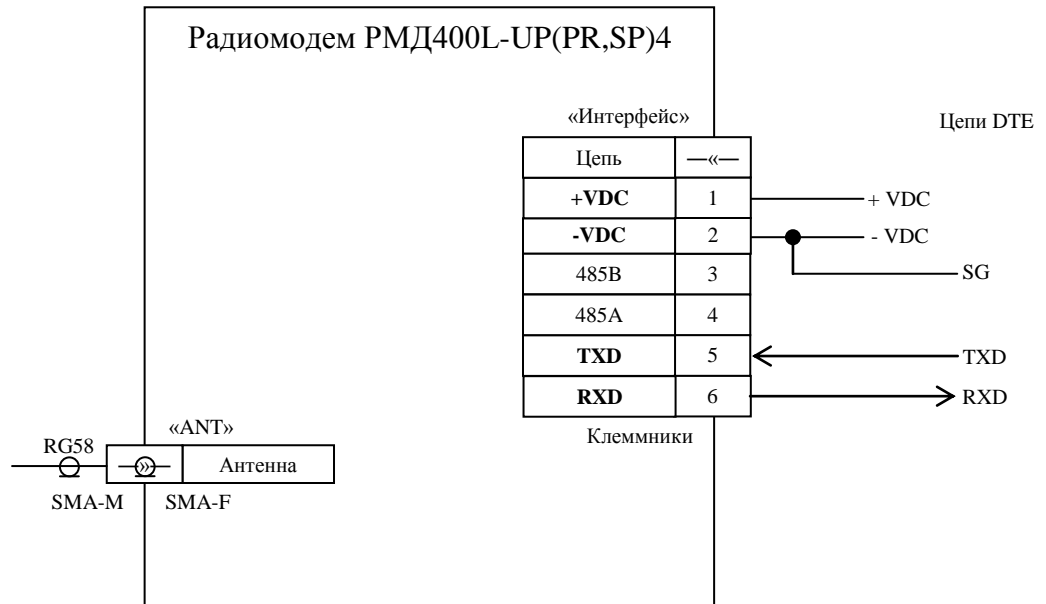 Радиомодем РМД400L-UP(PR,SP)4
«Интерфейс»
Цепи DTE
Цепь —«—
+VDC 1 + VDC
-VDC 2 - VDC
485B 3 SG
485A 4
TXD 5 TXD
RXD 6 RXD
Клеммники
«ANT»
RG58
Антенна
SMA-M SMA-F